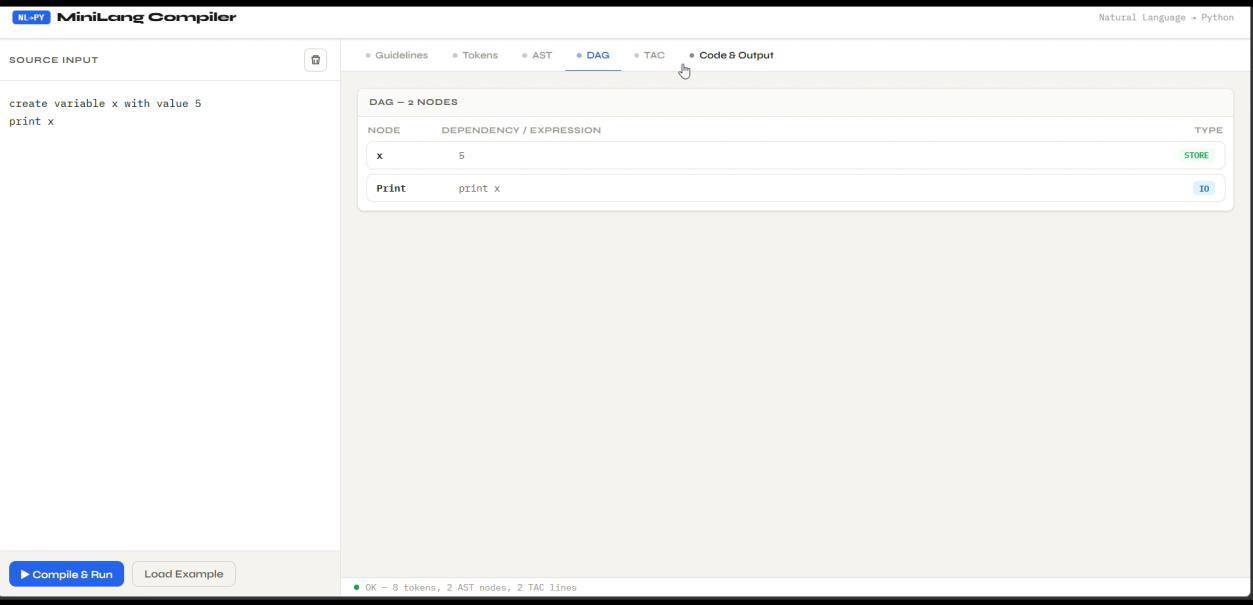 NL→PY MiniLang Compiler
Natural Language → Python
SOURCE INPUT
create variable x with value 5
print x
▶ Compile & Run
Load Example
Guidelines
Tokens
AST
DAG
TAC
Code & Output
DAG — 2 NODES
NODE DEPENDENCY / EXPRESSION TYPE
x 5 STORE
Print print x IO
OK — 8 tokens, 2 AST nodes, 2 TAC lines